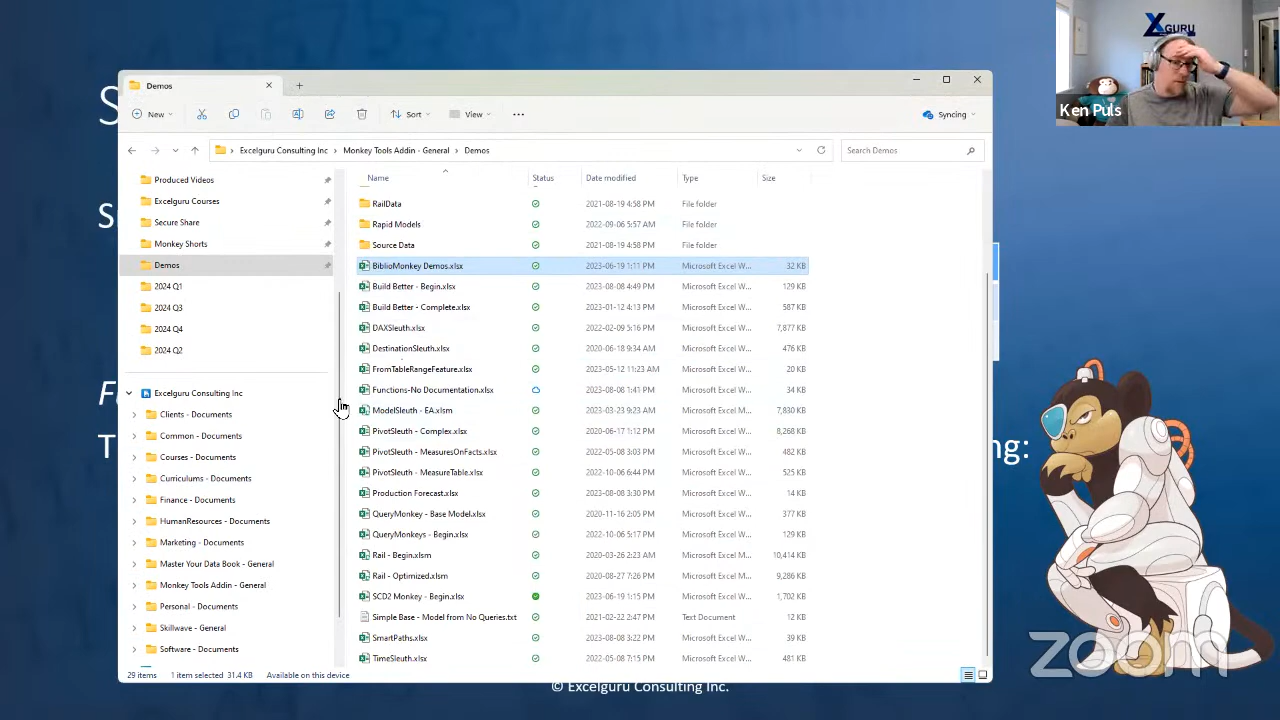 XGURU
Ken Puls
S
S
F
T
ng:
Demos
New
Sort
View
Syncing
Excelguru Consulting Inc > Monkey Tools Addin - General > Demos
Search Demos
Produced Videos
Excelguru Courses
Secure Share
Monkey Shorts
Demos
2024 Q1
2024 Q3
2024 Q4
2024 Q2
Excelguru Consulting Inc
Clients - Documents
Common - Documents
Courses - Documents
Curriculums - Documents
Finance - Documents
HumanResources - Documents
Marketing - Documents
Master Your Data Book - General
Monkey Tools Addin - General
Personal - Documents
Skillwave - General
Software - Documents
Name Status Date modified Type Size
RailData 2021-08-19 4:58 PM File folder
Rapid Models 2022-09-06 5:57 AM File folder
Source Data 2021-08-19 4:58 PM File folder
BiblioMonkey Demos.xlsx 2023-06-19 1:11 PM Microsoft Excel W... 32 KB
Build Better - Begin.xlsx 2023-08-08 4:49 PM Microsoft Excel W... 129 KB
Build Better - Complete.xlsx 2023-01-12 4:13 PM Microsoft Excel W... 587 KB
DAXSleuth.xlsx 2022-02-09 5:16 PM Microsoft Excel W... 7,877 KB
DestinationSleuth.xlsx 2020-06-18 9:34 AM Microsoft Excel W... 476 KB
FromTableRangeFeature.xlsx 2023-05-12 11:23 AM Microsoft Excel W... 20 KB
Functions-No Documentation.xlsx 2023-08-08 1:41 PM Microsoft Excel W... 34 KB
ModelSleuth - EA.xlsx 2023-03-23 9:23 AM Microsoft Excel W... 7,830 KB
PivotSleuth - Complex.xlsx 2020-06-17 1:12 PM Microsoft Excel W... 8,268 KB
PivotSleuth - MeasuresOnFacts.xlsx 2022-05-08 3:03 PM Microsoft Excel W... 482 KB
PivotSleuth - MeasureTable.xlsx 2022-10-06 6:44 PM Microsoft Excel W... 525 KB
Production Forecast.xlsx 2023-08-08 3:30 PM Microsoft Excel W... 14 KB
QueryMonkey - Base Model.xlsx 2020-11-16 2:05 PM Microsoft Excel W... 377 KB
QueryMonkeys - Begin.xlsx 2022-10-06 5:17 PM Microsoft Excel W... 129 KB
Rail - Begin.xlsm 2020-03-26 2:23 AM Microsoft Excel M... 10,414 KB
Rail - Optimized.xlsm 2020-08-27 7:26 PM Microsoft Excel M... 9,286 KB
SCD2 Monkey - Begin.xlsx 2023-06-19 1:15 PM Microsoft Excel W... 1,702 KB
Simple Base - Model from No Queries.txt 2021-02-22 2:47 PM Text Document 12 KB
SmartPaths.xlsx 2023-08-08 3:22 PM Microsoft Excel W... 39 KB
TimeSleuth.xlsx 2022-05-08 7:15 PM Microsoft Excel W... 481 KB
29 items 1 item selected 31.4 KB Available on this device
© Excelguru Consulting Inc.
zoom